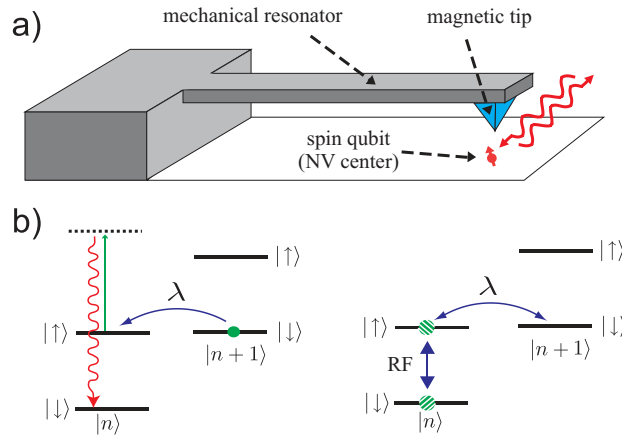 a)
mechanical resonator
magnetic tip
spin qubit
(NV center)
b)
|↑⟩
λ
|↑⟩
|↓⟩
|n + 1⟩
|↓⟩
|n⟩
|↑⟩
λ
|↑⟩
|↓⟩
|n + 1⟩
RF
|↓⟩
|n⟩